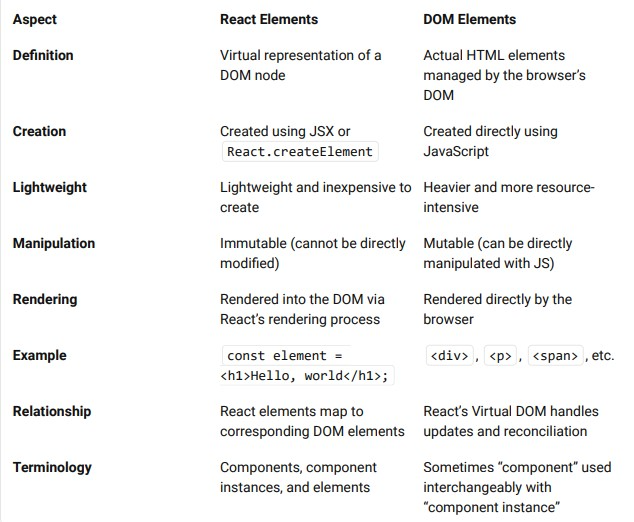 Aspect React Elements DOM Elements
Definition Virtual representation of a Actual HTML elements
DOM node managed by the browser’s
DOM
Creation Created using JSX or Created directly using
React.createElement JavaScript
Lightweight Lightweight and inexpensive to Heavier and more resource-
create intensive
Manipulation Immutable (cannot be directly Mutable (can be directly
modified) manipulated with JS)
Rendering Rendered into the DOM via Rendered directly by the
React’s rendering process browser
Example const element = <div> , <p> , <span> , etc.
<h1>Hello, world</h1>;
Relationship React elements map to React’s Virtual DOM handles
corresponding DOM elements updates and reconciliation
Terminology Components, component Sometimes “component” used
instances, and elements interchangeably with
“component instance”